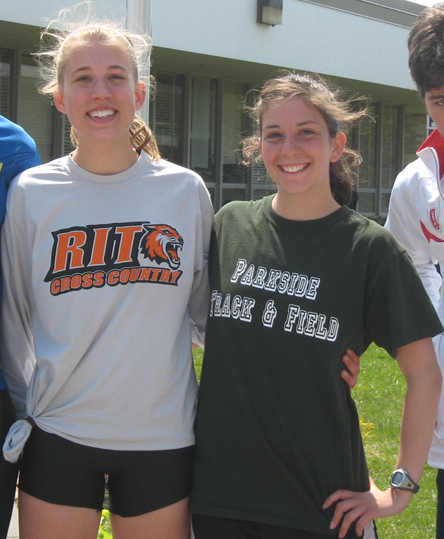 RIT
CROSS COUNTRY
PARKSIDE
TRACK & FIELD